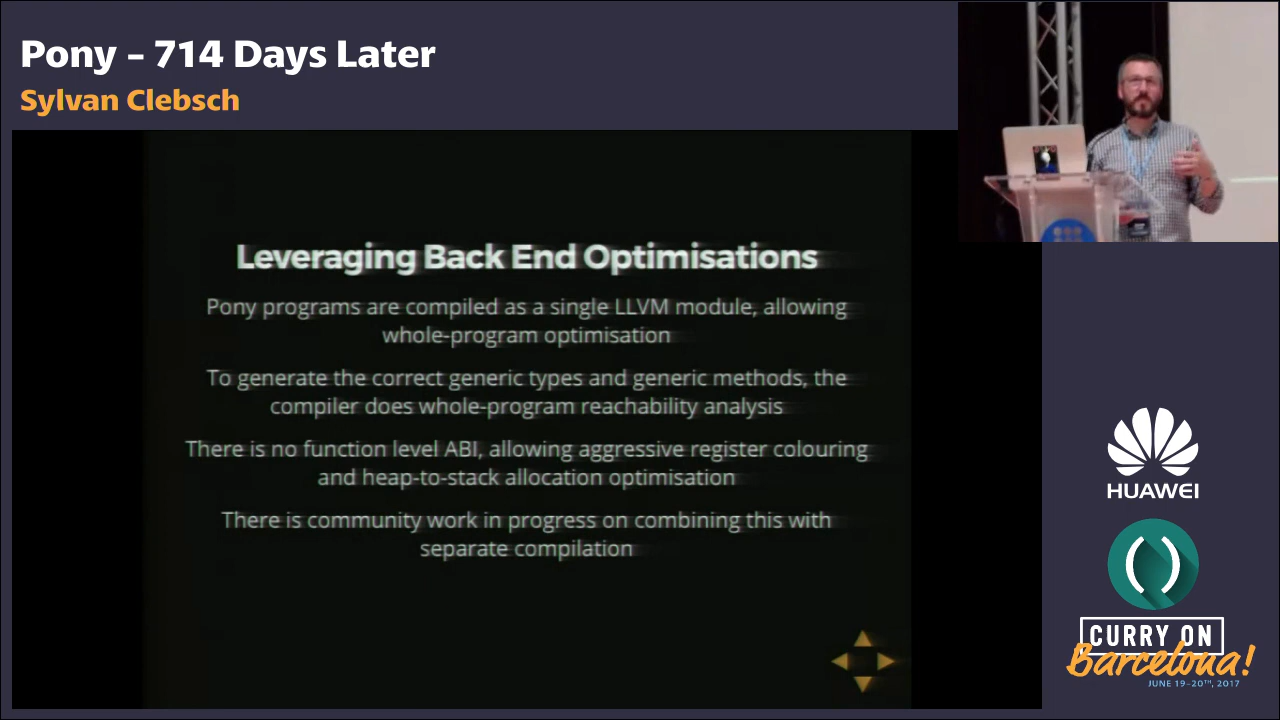 Pony – 714 Days Later
Sylvan Clebsch
Leveraging Back End Optimisations
Pony programs are compiled as a single LLVM module, allowing
whole-program optimisation
To generate the correct generic types and generic methods, the
compiler does whole-program reachability analysis
There is no function level ABI, allowing aggressive register colouring
and heap-to-stack allocation optimisation
There is community work in progress on combining this with
separate compilation
HUAWEI
CURRY ON
Barcelona!
JUNE 19-20TH, 2017